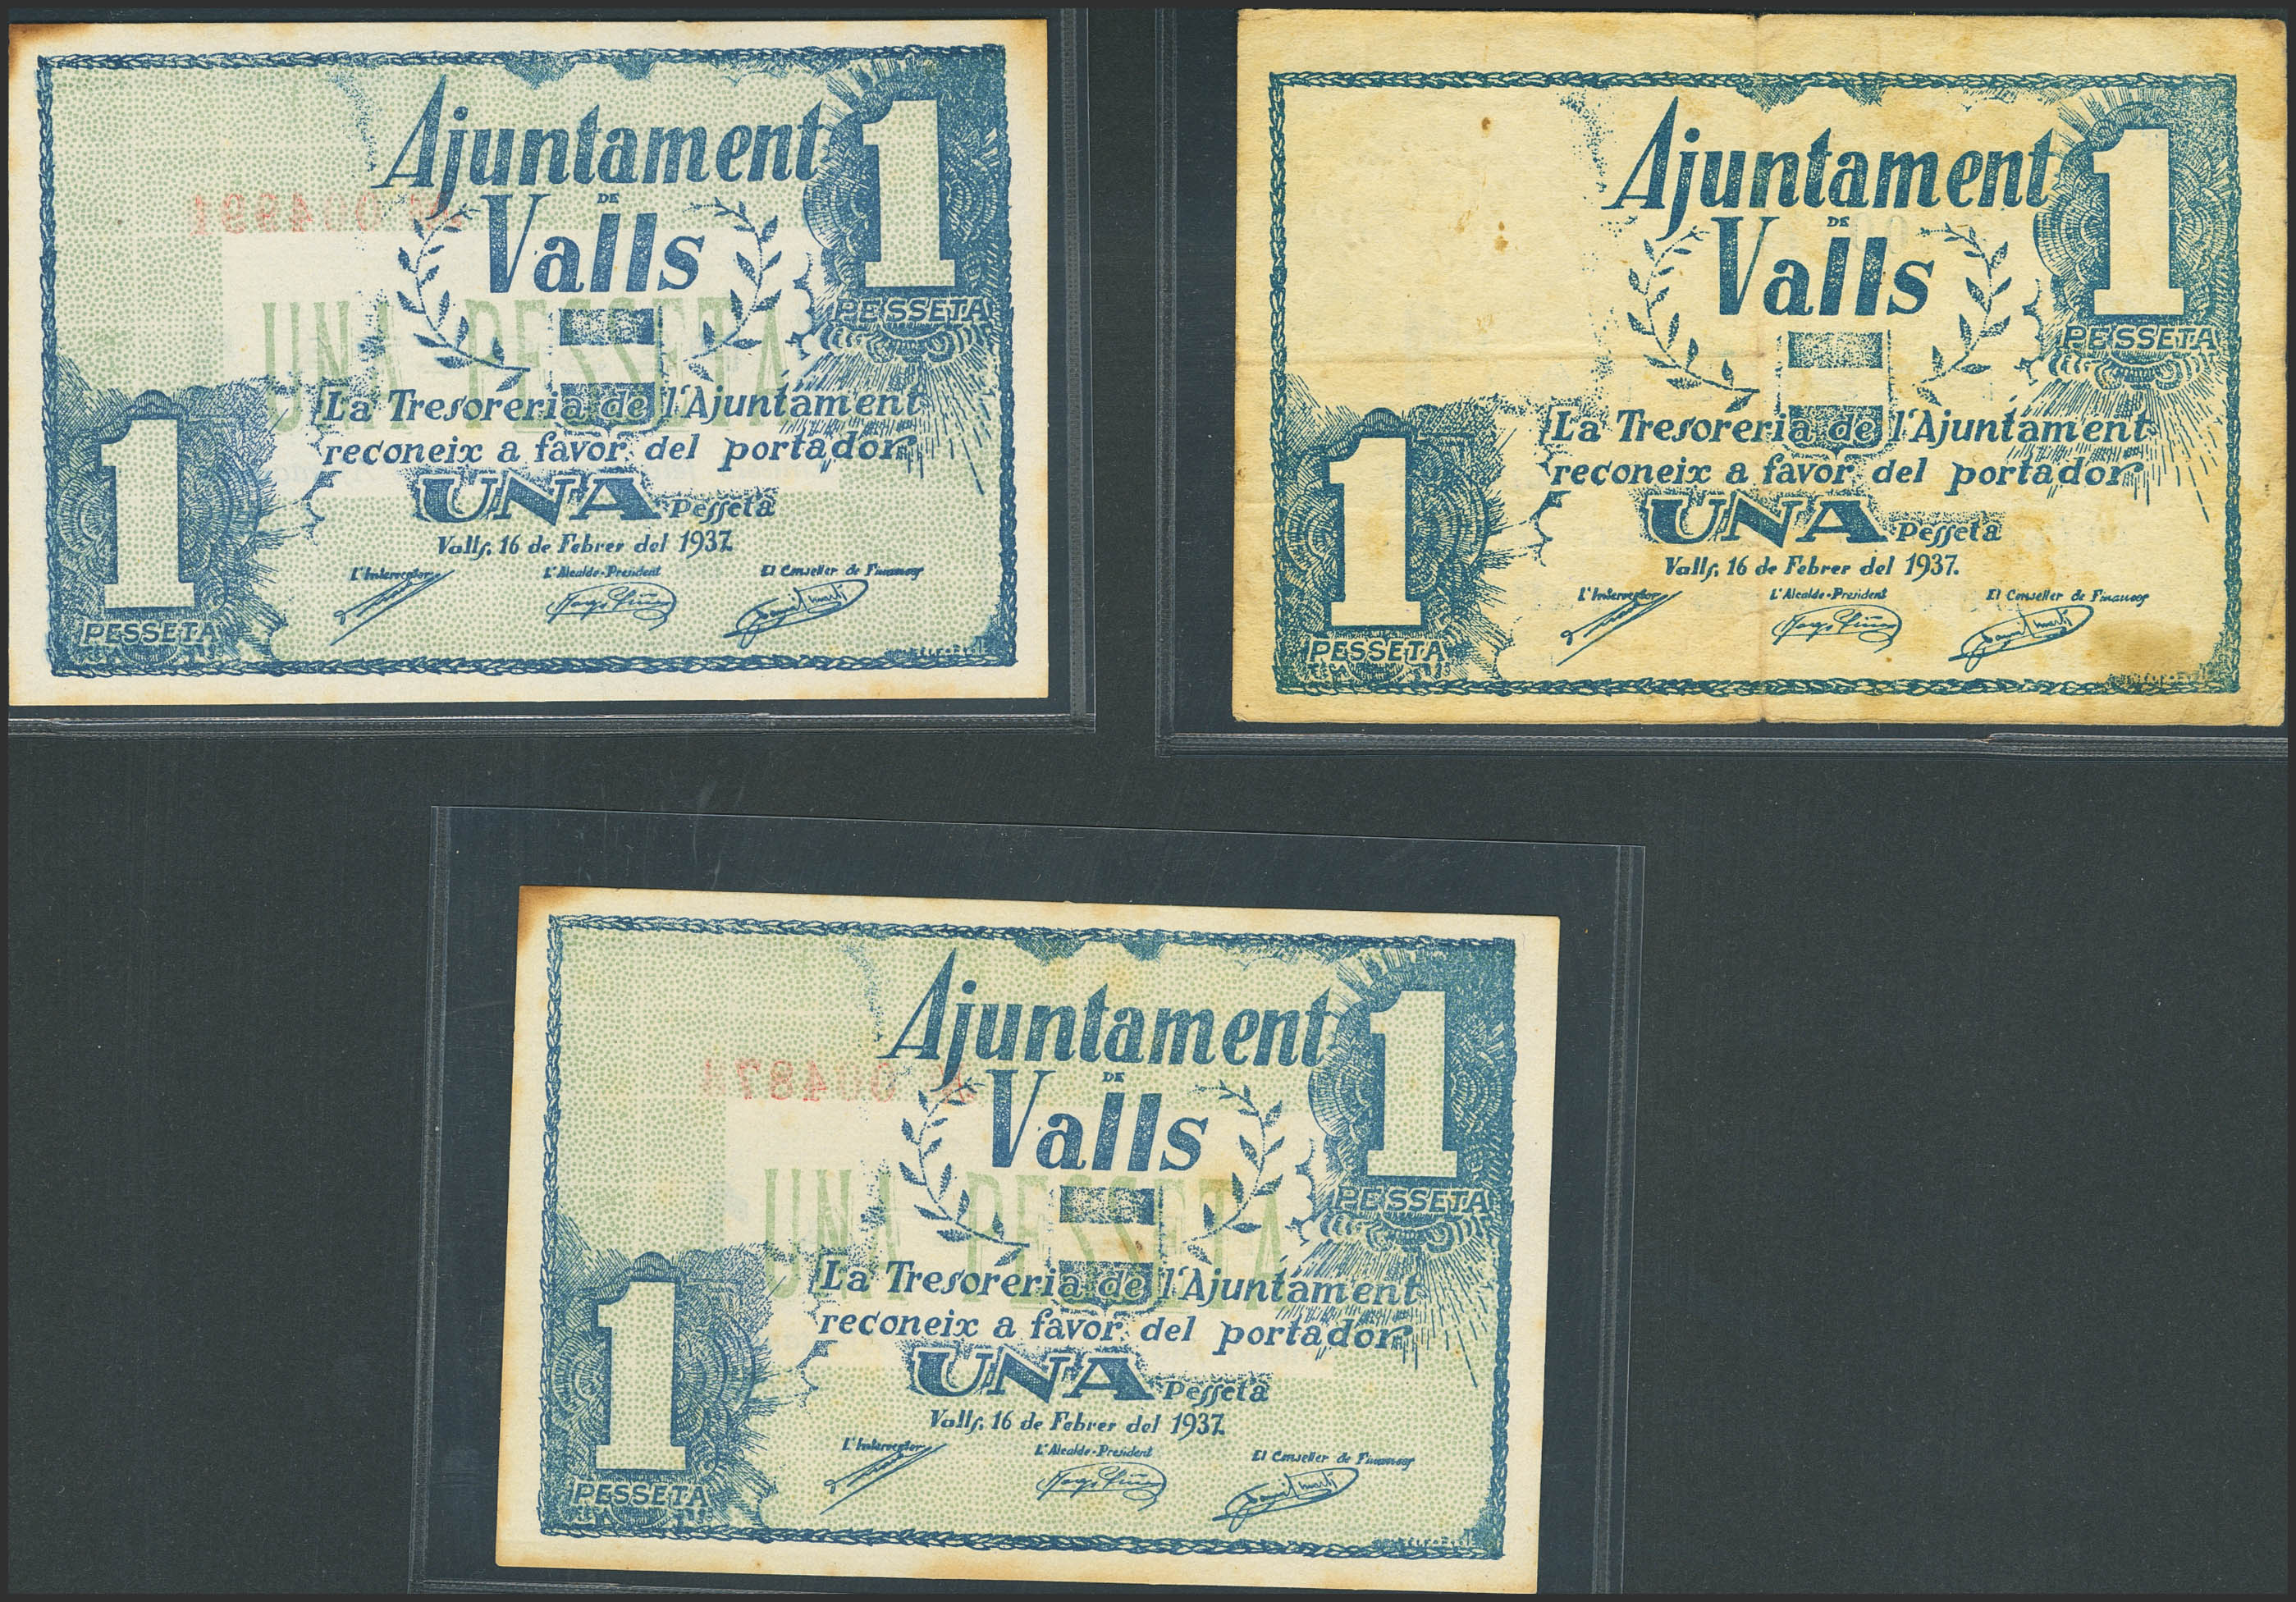 Ajuntament
DE
Valls
1
PESSETA
UNA PESSETA
La Tresoreria de l'Ajuntament
reconeix a favor del portador
UNA Pesseta
Valls, 16 de Febrer del 1937.
L'Interventor L'Alcalde-President El Conseller de Finances
1
PESSETA
Ajuntament
DE
Valls
1
PESSETA
La Tresoreria de l'Ajuntament
reconeix a favor del portador
UNA Pesseta
Valls, 16 de Febrer del 1937.
L'Interventor L'Alcalde-President El Conseller de Finances
1
PESSETA
Ajuntament
DE
Valls
1
PESSETA
UNA PESSETA
La Tresoreria de l'Ajuntament
reconeix a favor del portador
UNA Pesseta
Valls, 16 de Febrer del 1937.
L'Interventor L'Alcalde-President El Conseller de Finances
1
PESSETA